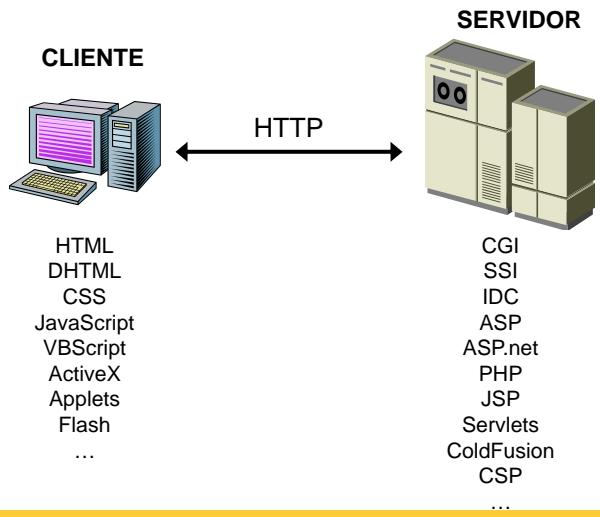 SERVIDOR
CLIENTE
HTTP
HTML
DHTML
CSS
JavaScript
VBScript
ActiveX
Applets
Flash
…
CGI
SSI
IDC
ASP
ASP.net
PHP
JSP
Servlets
ColdFusion
CSP
…